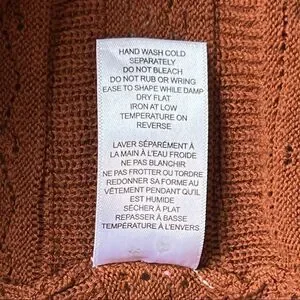 HAND WASH COLD
SEPARATELY
DO NOT BLEACH
DO NOT RUB OR WRING
EASE TO SHAPE WHILE DAMP
DRY FLAT
IRON AT LOW
TEMPERATURE ON
REVERSE
LAVER SÉPARÉMENT À
LA MAIN À L'EAU FROIDE
NE PAS BLANCHIR
NE PAS FROTTER OU TORDRE
REDONNER SA FORME AU
VÊTEMENT PENDANT QU'IL
EST HUMIDE
SÉCHER À PLAT
REPASSER À BASSE
TEMPÉRATURE À L'ENVERS